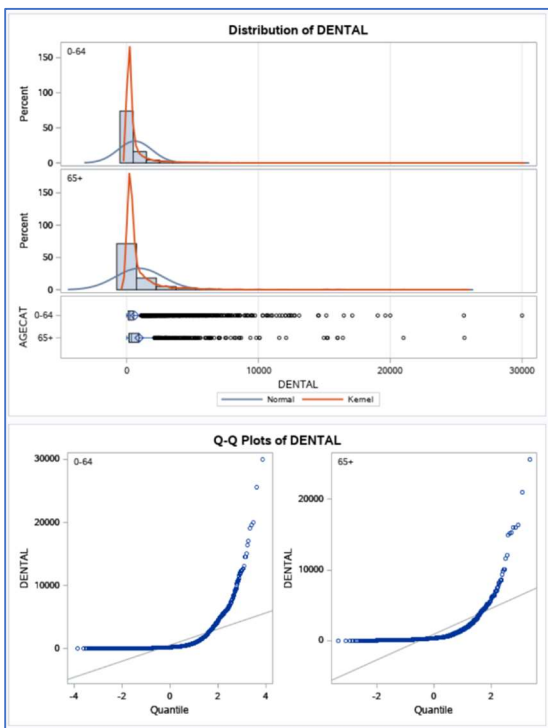 Distribution of DENTAL
0-64
150
100
50
0
Percent
65+
150
100
50
0
Percent
AGECAT
0-64
65+
0 10000 20000 30000
DENTAL
Normal Kernel
Q-Q Plots of DENTAL
0-64
30000
20000
10000
0
DENTAL
-4 -2 0 2 4
Quantile
65+
20000
10000
0
DENTAL
-2 0 2
Quantile